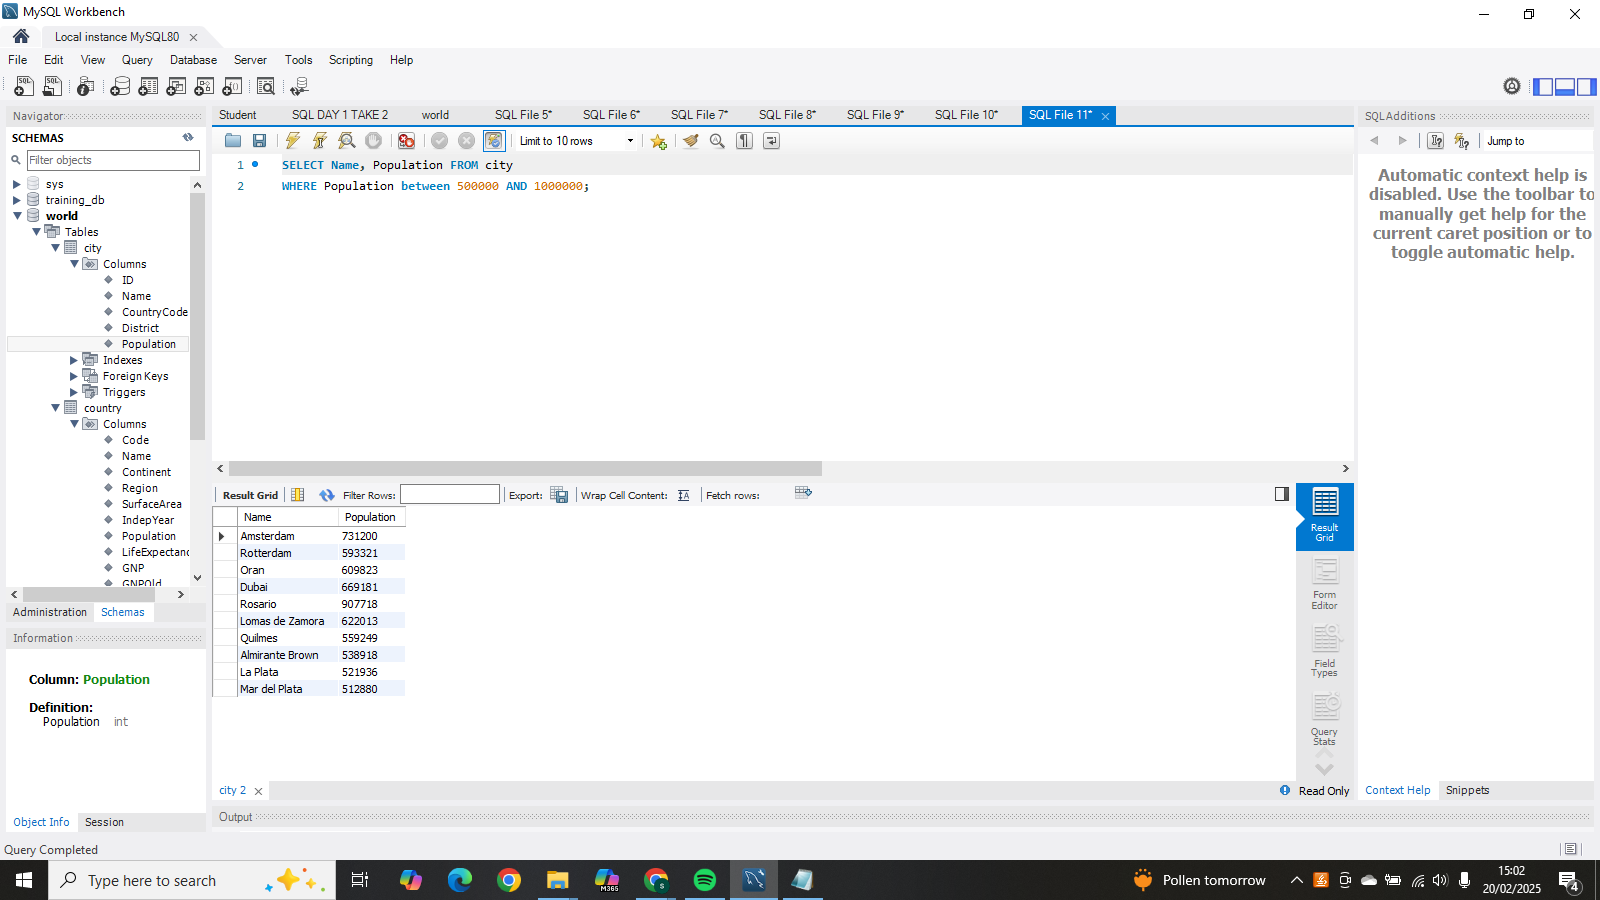 MySQL Workbench
Local instance MySQL80
File Edit View Query Database Server Tools Scripting Help
Navigator
SCHEMAS
Filter objects
sys
training_db
world
Tables
city
Columns
ID
Name
CountryCode
District
Population
Indexes
Foreign Keys
Triggers
country
Columns
Code
Name
Continent
Region
SurfaceArea
IndepYear
Population
LifeExpectanc
GNP
GNPOld
Administration Schemas
Information
Column: Population
Definition:
Population int
Object Info Session
Student SQL DAY 1 TAKE 2 world SQL File 5* SQL File 6* SQL File 7* SQL File 8* SQL File 9* SQL File 10* SQL File 11*
Limit to 10 rows
1 SELECT Name, Population FROM city
2 WHERE Population between 500000 AND 1000000;
Result Grid Filter Rows: Export: Wrap Cell Content: Fetch rows:
Name Population
Amsterdam 731200
Rotterdam 593321
Oran 609823
Dubai 669181
Rosario 907718
Lomas de Zamora 622013
Quilmes 559249
Almirante Brown 538918
La Plata 521936
Mar del Plata 512880
Result
Grid
Form
Editor
Field
Types
Query
Stats
city 2
Read Only
Output
SQLAdditions
Jump to
Automatic context help is
disabled. Use the toolbar to
manually get help for the
current caret position or to
toggle automatic help.
Context Help Snippets
Query Completed
Type here to search
M365
Pollen tomorrow
15:02
20/02/2025
4